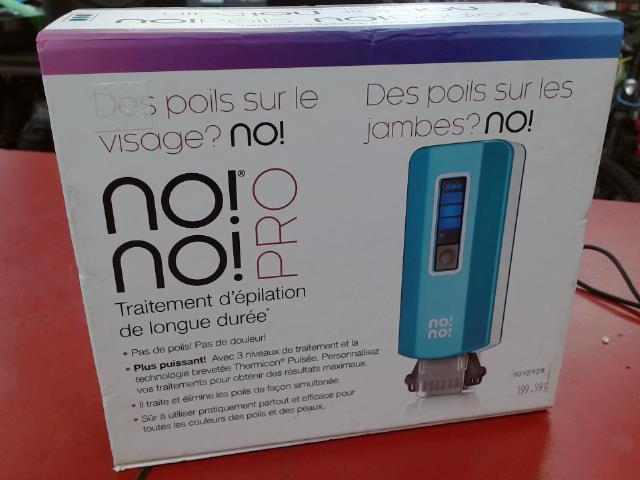 Des poils sur le
visage? no!
Des poils sur les
jambes? no!
no!®
no! PRO
Traitement d'épilation
de longue durée*
• Pas de poils! Pas de douleur!
• Plus puissant! Avec 3 niveaux de traitement et la
technologie brevetée Thermicon® Pulsée. Personnalisez
vos traitements pour obtenir des résultats maximaux.
• Il traite et élimine les poils de façon simultanée.
• Sûr à utiliser pratiquement partout et efficace pour
toutes les couleurs des poils et des peaux.
no!
no!
9092928
199.99$